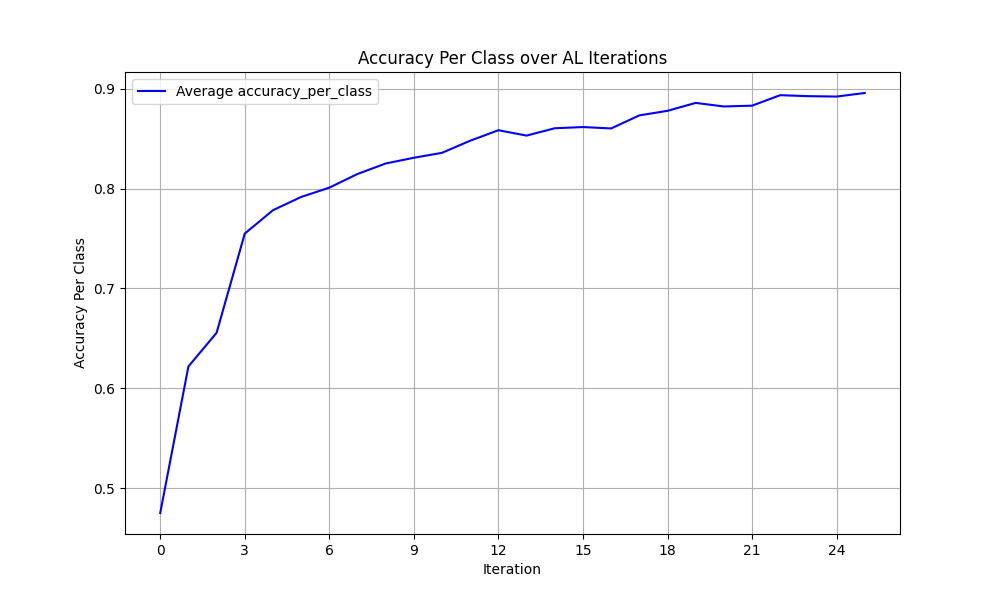 Accuracy Per Class over AL Iterations
Average accuracy_per_class
0.9
0.8
0.7
0.6
0.5
Accuracy Per Class
0 3 6 9 12 15 18 21 24
Iteration